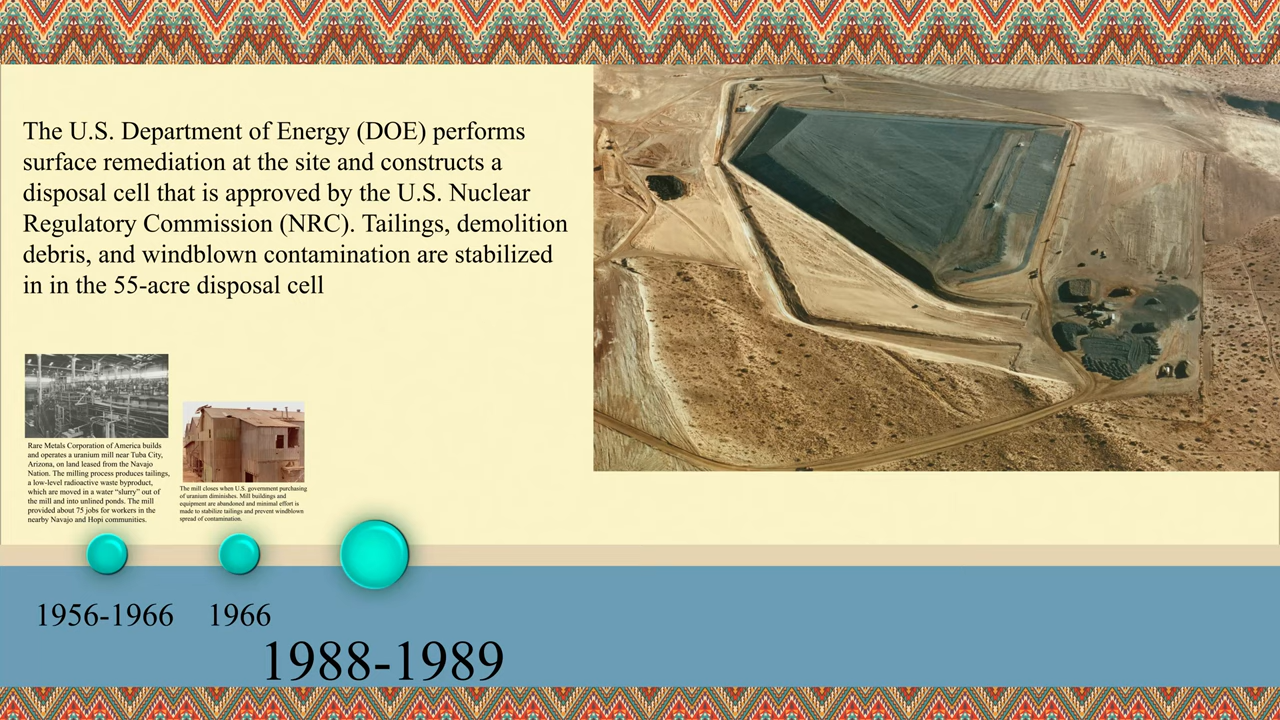 The U.S. Department of Energy (DOE) performs
surface remediation at the site and constructs a
disposal cell that is approved by the U.S. Nuclear
Regulatory Commission (NRC). Tailings, demolition
debris, and windblown contamination are stabilized
in in the 55-acre disposal cell
Rare Metals Corporation of America builds
and operates a uranium mill near Tuba City,
Arizona, on land leased from the Navajo
Nation. The milling process produces tailings,
a low-level radioactive waste byproduct,
which are moved in a water “slurry” out of
the mill and into unlined ponds. The mill
provided about 75 jobs for workers in the
nearby Navajo and Hopi communities.
The mill closes when U.S. government purchasing
of uranium diminishes. Mill buildings and
equipment are abandoned and minimal effort is
made to stabilize tailings and prevent windblown
spread of contamination.
1956-1966
1966
1988-1989